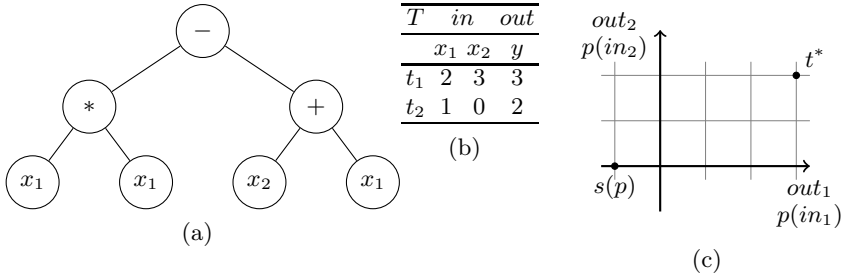 −
∗ +
x₁ x₁ x₂ x₁
(a)
T in out
x₁ x₂ y
t₁ 2 3 3
t₂ 1 0 2
(b)
out₂
p(in₂)
t*
s(p)
out₁
p(in₁)
(c)